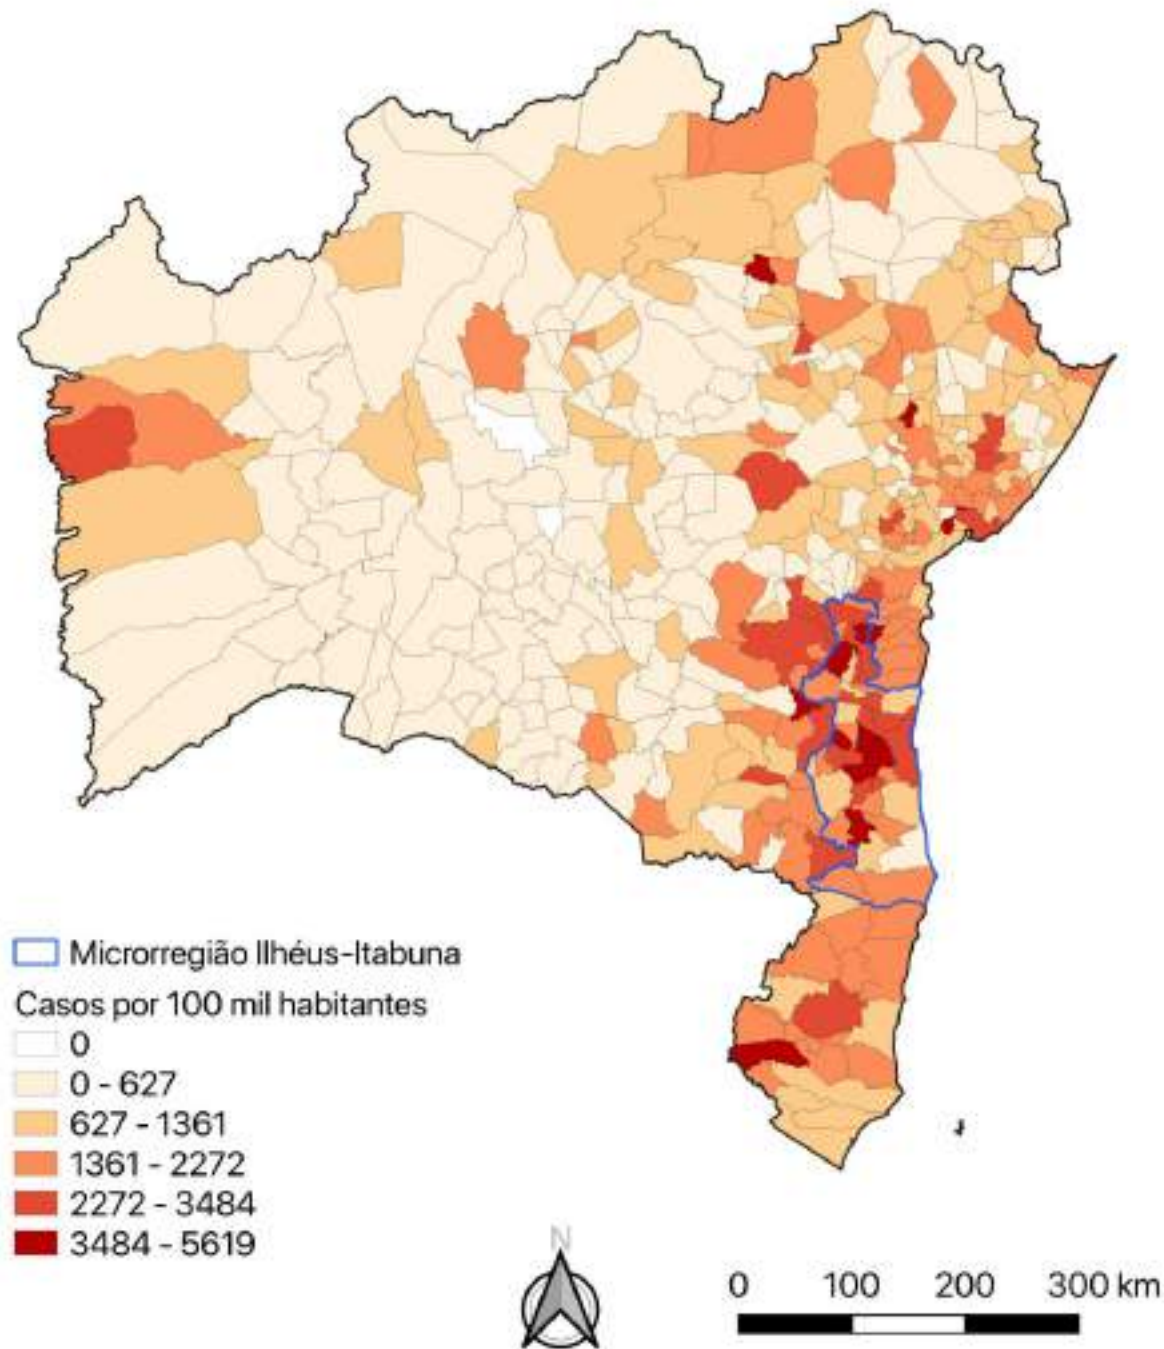 Microrregião Ilhéus-Itabuna
Casos por 100 mil habitantes
0
0 - 627
627 - 1361
1361 - 2272
2272 - 3484
3484 - 5619
N
0 100 200 300 km